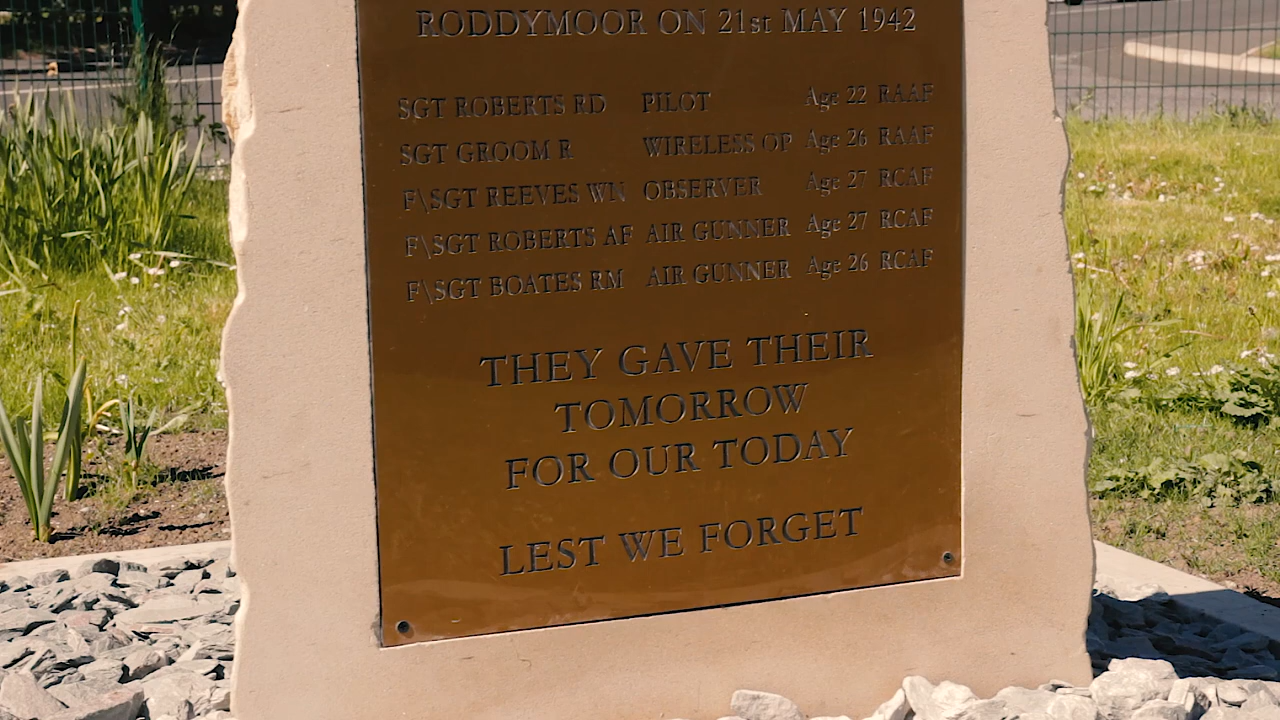 RODDYMOOR ON 21st MAY 1942
SGT ROBERTS RD PILOT Age 22 RAAF
SGT GROOM R WIRELESS OP Age 26 RAAF
F\SGT REEVES WN OBSERVER Age 27 RCAF
F\SGT ROBERTS AF AIR GUNNER Age 27 RCAF
F\SGT BOATES RM AIR GUNNER Age 26 RCAF
THEY GAVE THEIR
TOMORROW
FOR OUR TODAY
LEST WE FORGET